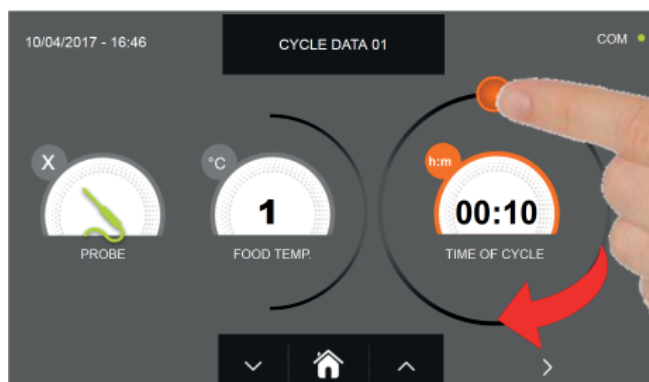 10/04/2017 - 16:46
CYCLE DATA 01
COM
X
°C
h:m
1
00:10
PROBE
FOOD TEMP.
TIME OF CYCLE